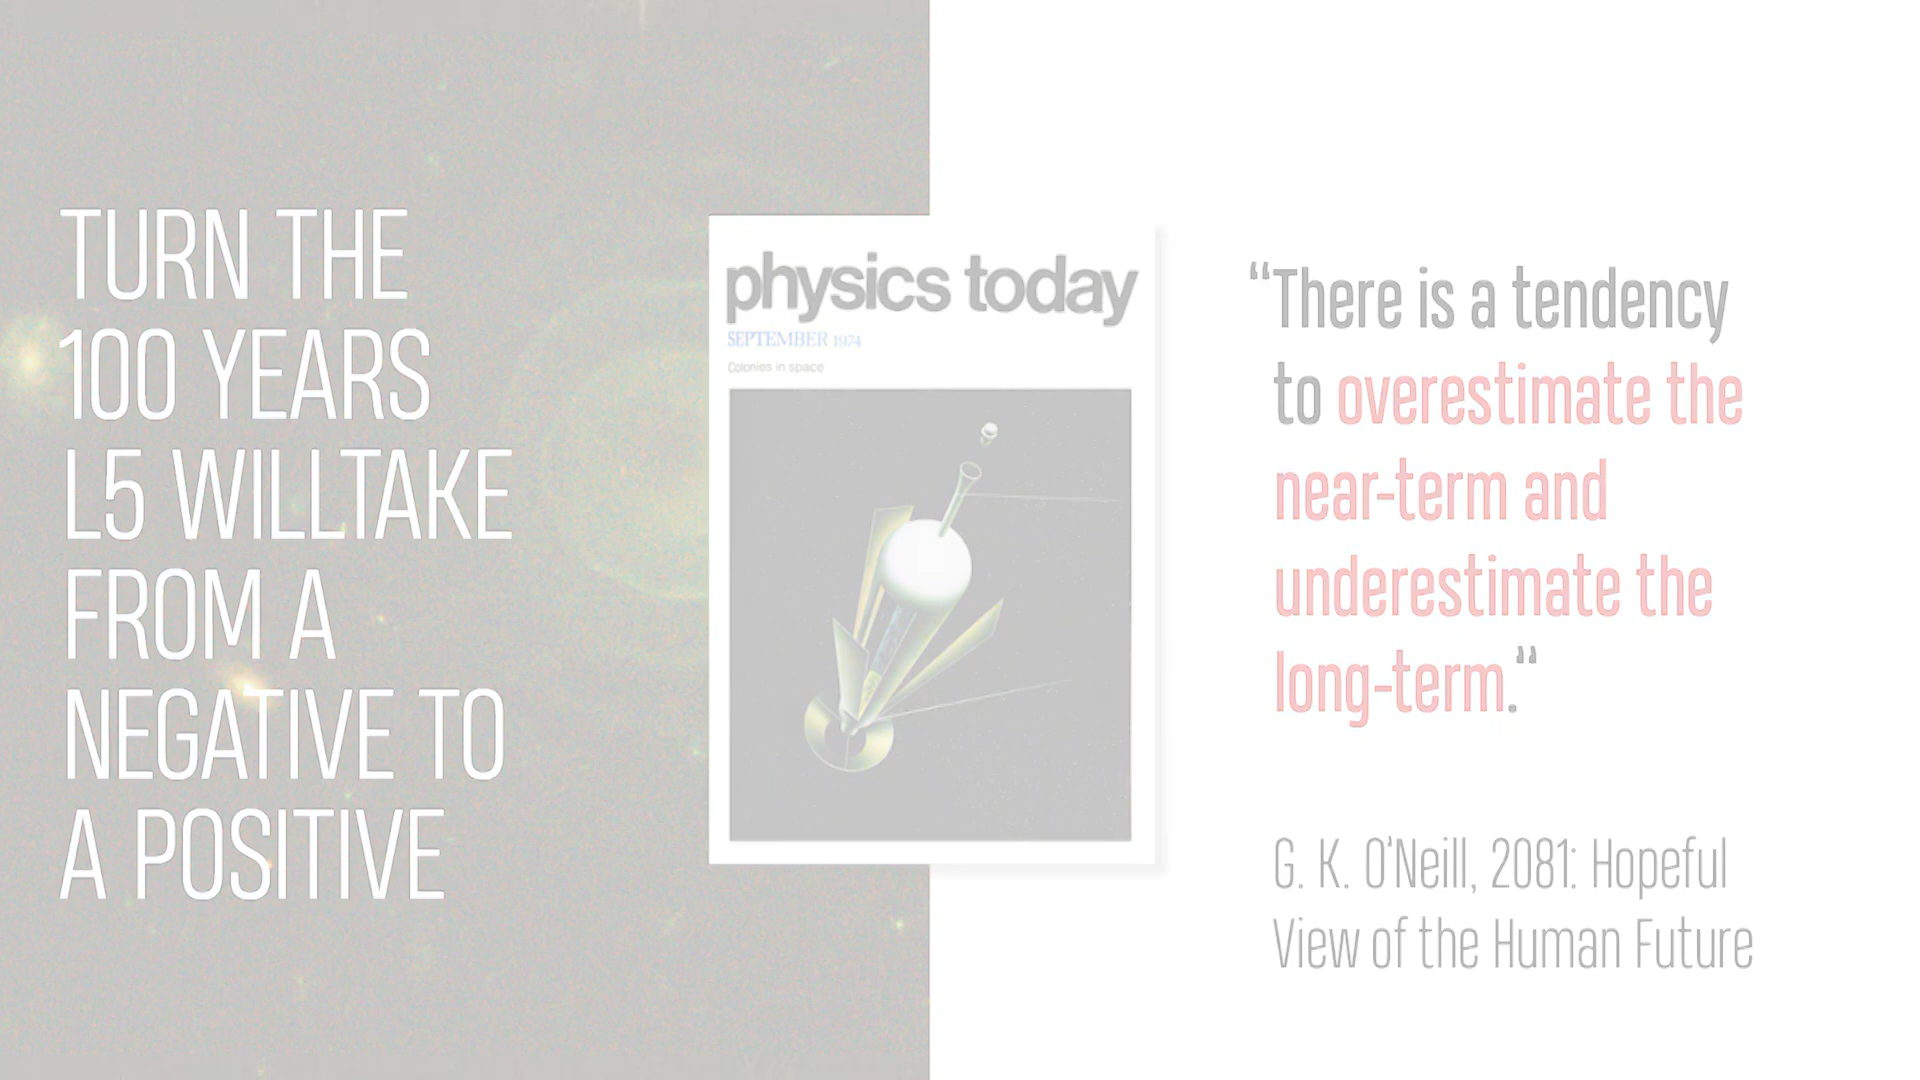 TURN THE
100 YEARS
L5 WILLTAKE
FROM A
NEGATIVE TO
A POSITIVE
physics today
SEPTEMBER 1974
Colonies in space
“There is a tendency
to overestimate the
near-term and
underestimate the
long-term.“
G. K. O‘Neill, 2081: Hopeful
View of the Human Future